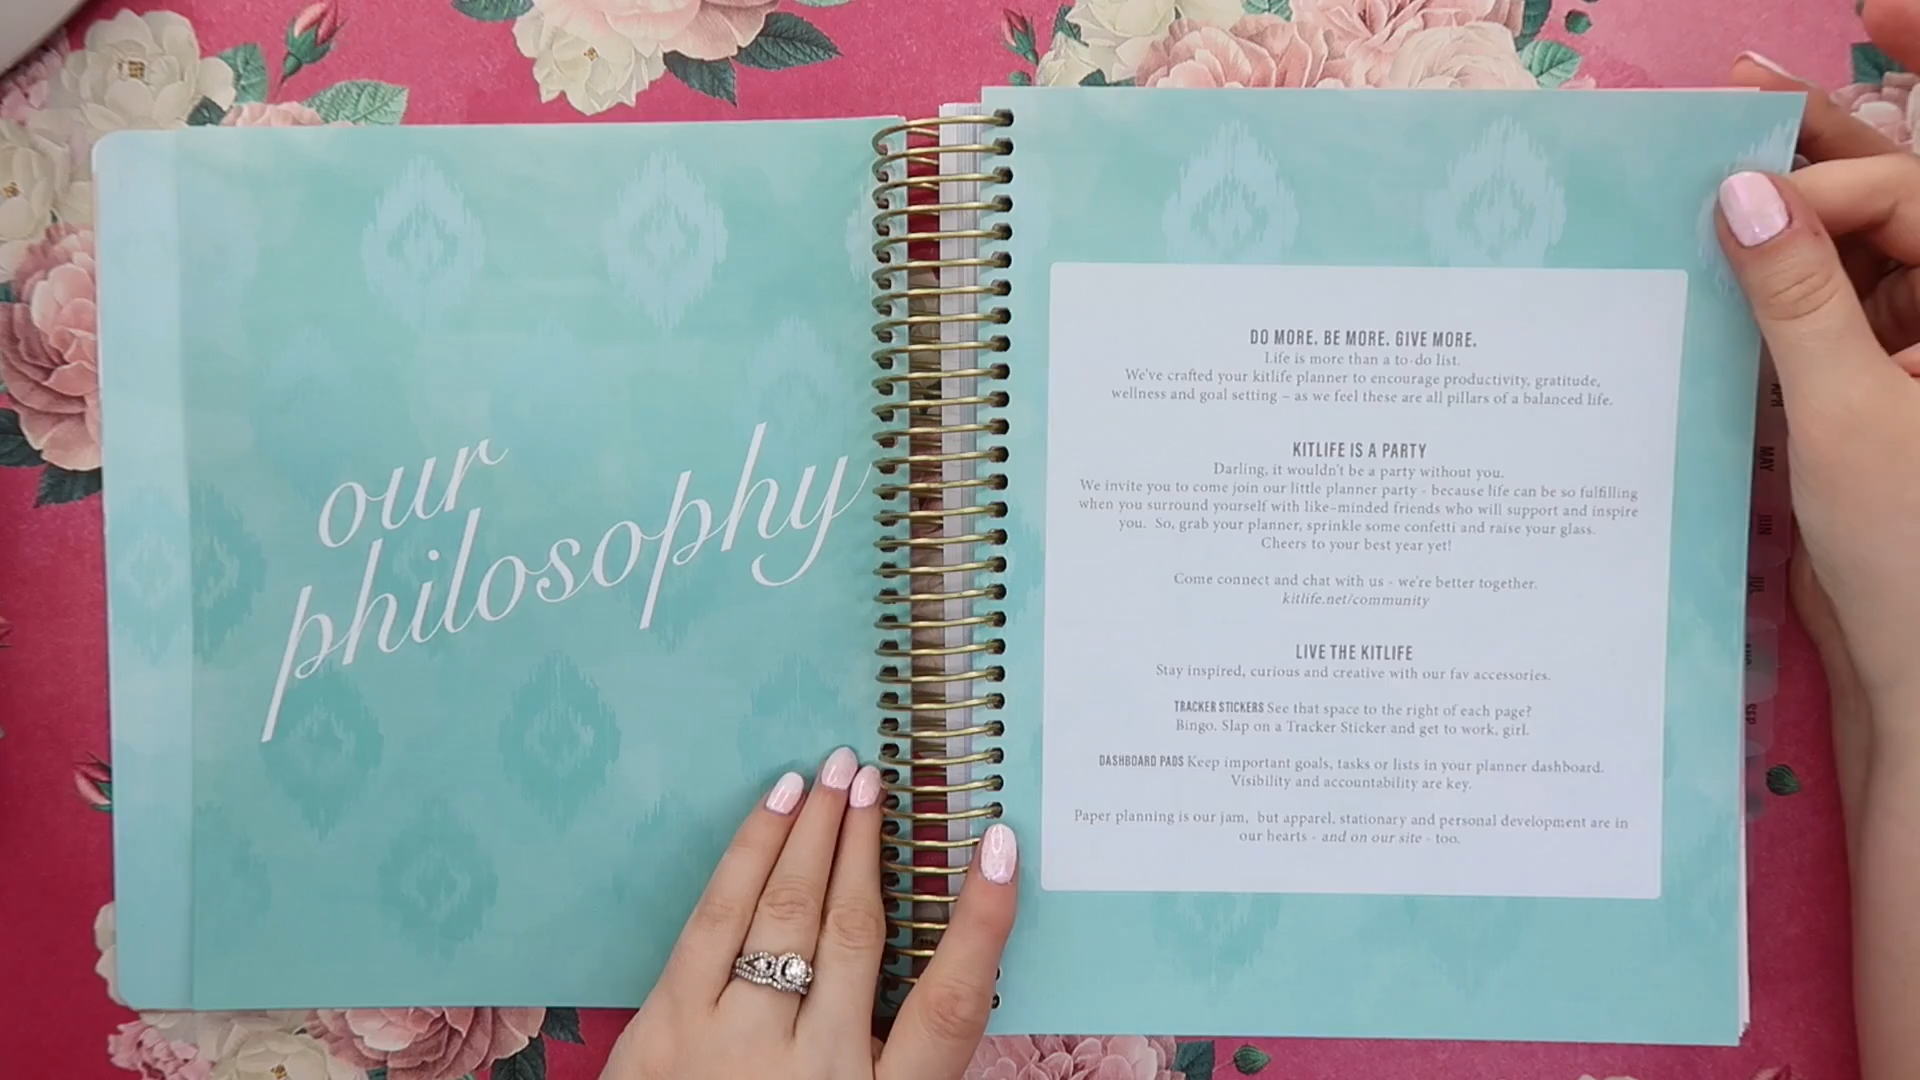 our
philosophy
DO MORE. BE MORE. GIVE MORE.
Life is more than a to-do list.
We've crafted your kitlife planner to encourage productivity, gratitude,
wellness and goal setting – as we feel these are all pillars of a balanced life.
KITLIFE IS A PARTY
Darling, it wouldn't be a party without you.
We invite you to come join our little planner party - because life can be so fulfilling
when you surround yourself with like-minded friends who will support and inspire
you. So, grab your planner, sprinkle some confetti and raise your glass.
Cheers to your best year yet!
Come connect and chat with us - we're better together.
kitlife.net/community
LIVE THE KITLIFE
Stay inspired, curious and creative with our fav accessories.
TRACKER STICKERS See that space to the right of each page?
Bingo. Slap on a Tracker Sticker and get to work, girl.
DASHBOARD PADS Keep important goals, tasks or lists in your planner dashboard.
Visibility and accountability are key.
Paper planning is our jam, but apparel, stationary and personal development are in
our hearts - and on our site - too.
APR
MAY
JUN
JUL
AUG
SEP